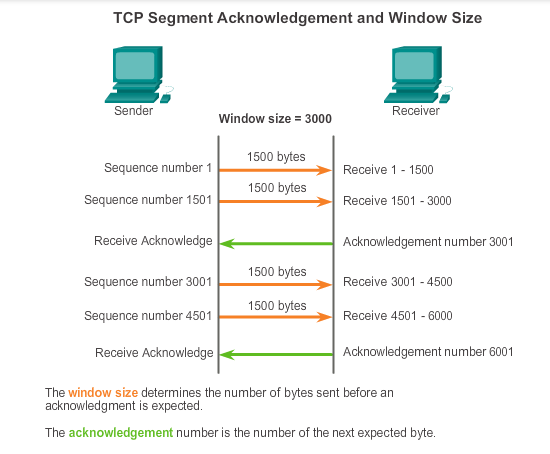 TCP Segment Acknowledgement and Window Size
Sender
Receiver
Window size = 3000
1500 bytes
Sequence number 1
Receive 1 - 1500
1500 bytes
Sequence number 1501
Receive 1501 - 3000
Receive Acknowledge
Acknowledgement number 3001
1500 bytes
Sequence number 3001
Receive 3001 - 4500
1500 bytes
Sequence number 4501
Receive 4501 - 6000
Receive Acknowledge
Acknowledgement number 6001
The window size determines the number of bytes sent before an
acknowledgment is expected.
The acknowledgement number is the number of the next expected byte.